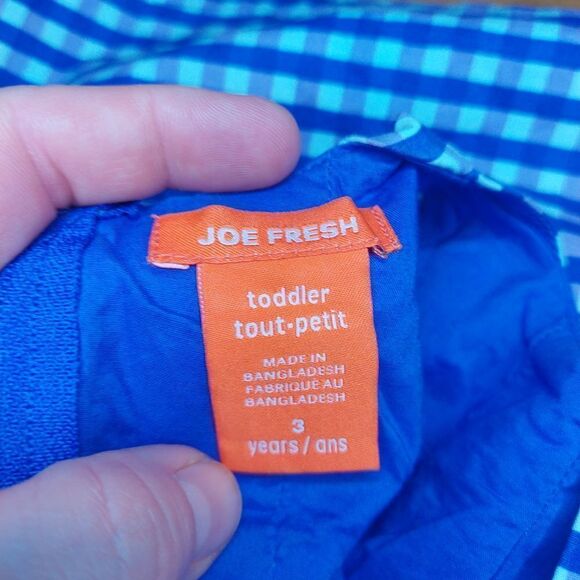 JOE FRESH
toddler
tout-petit
MADE IN
BANGLADESH
FABRIQUÉ AU
BANGLADESH
3
years/ans